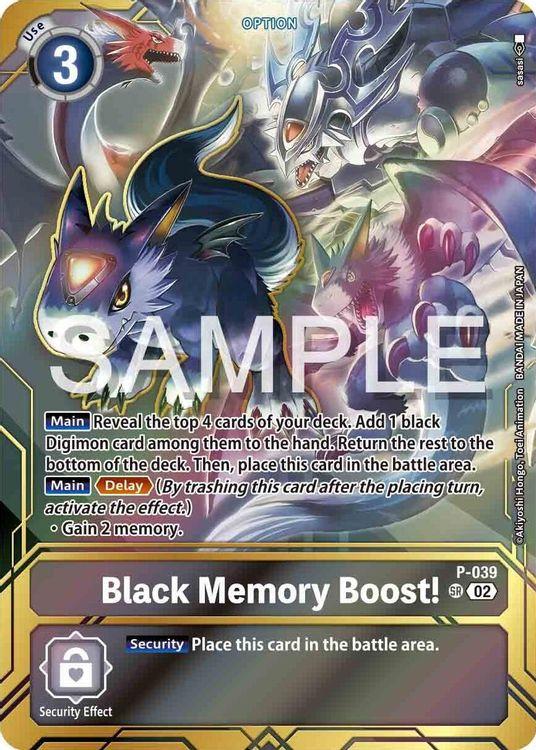 Use
3
OPTION
sasasi
SAMPLE
Main Reveal the top 4 cards of your deck. Add 1 black
Digimon card among them to the hand. Return the rest to the
bottom of the deck. Then, place this card in the battle area.
Main Delay (By trashing this card after the placing turn,
activate the effect.)
・Gain 2 memory.
©Akiyoshi Hongo, Toei Animation BANDAI MADE IN JAPAN
P-039
Black Memory Boost! SR 02
Security Place this card in the battle area.
Security Effect